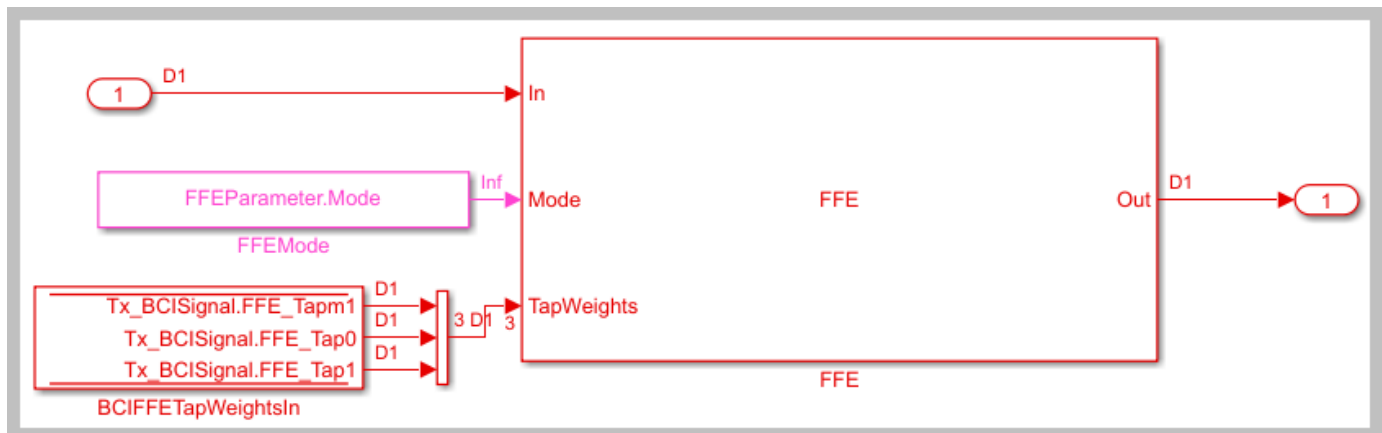 D1
1
In
FFEParameter.Mode
Inf
Mode
FFE
Out
D1
1
FFEMode
Tx_BCISignal.FFE_Tapm1
D1
Tx_BCISignal.FFE_Tap0
D1
Tx_BCISignal.FFE_Tap1
D1
3 D1
3
TapWeights
FFE
BCIFFETapWeightsIn